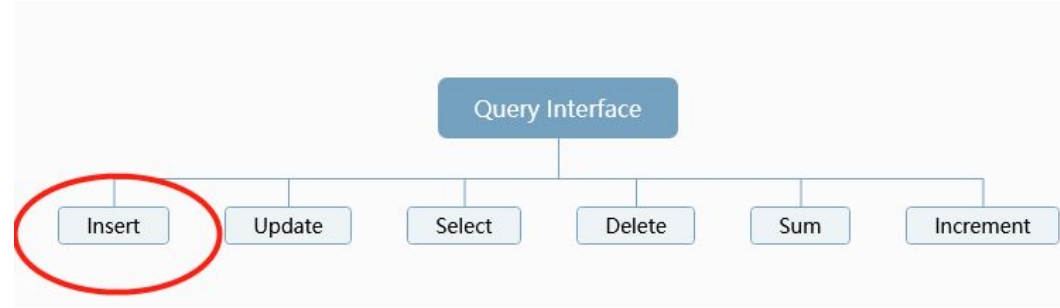 Query Interface
Insert
Update
Select
Delete
Sum
Increment